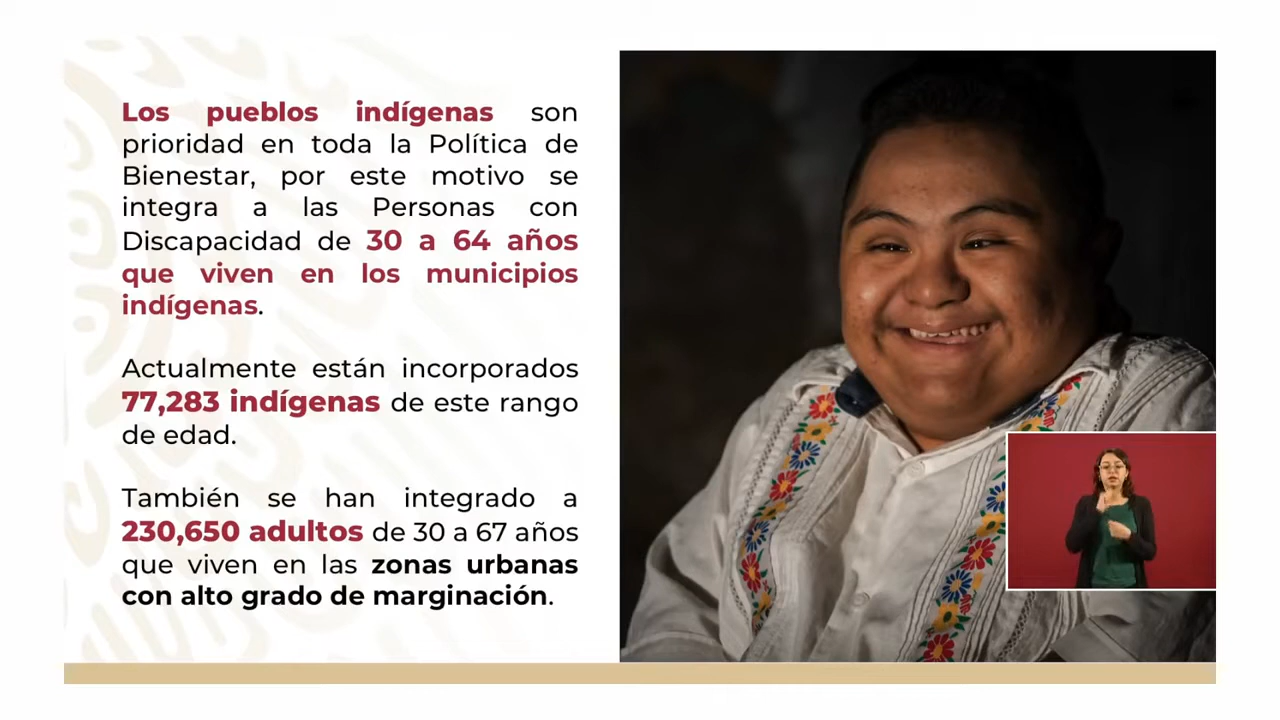 Los pueblos indígenas son
prioridad en toda la Política de
Bienestar, por este motivo se
integra a las Personas con
Discapacidad de 30 a 64 años
que viven en los municipios
indígenas.
Actualmente están incorporados
77,283 indígenas de este rango
de edad.
También se han integrado a
230,650 adultos de 30 a 67 años
que viven en las zonas urbanas
con alto grado de marginación.